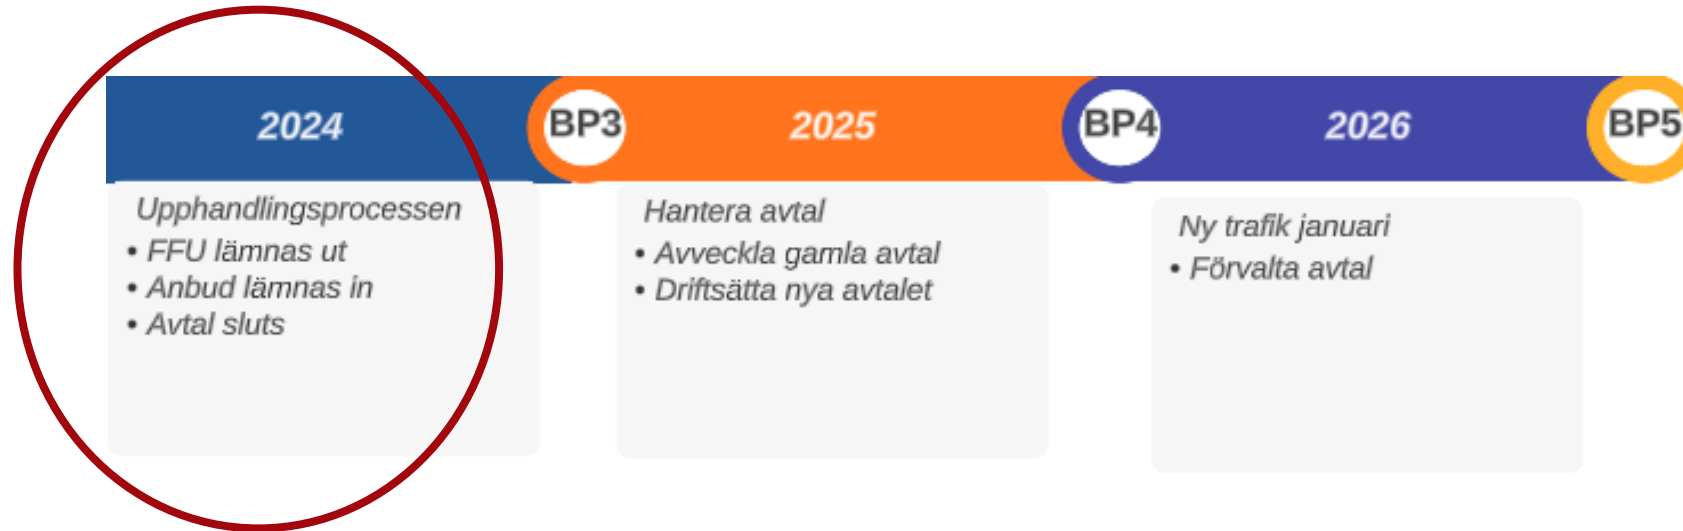 2024
BP3
2025
BP4
2026
BP5
Upphandlingsprocessen
• FFU lämnas ut
• Anbud lämnas in
• Avtal sluts
Hantera avtal
• Avveckla gamla avtal
• Driftsätta nya avtalet
Ny trafik januari
• Förvalta avtal